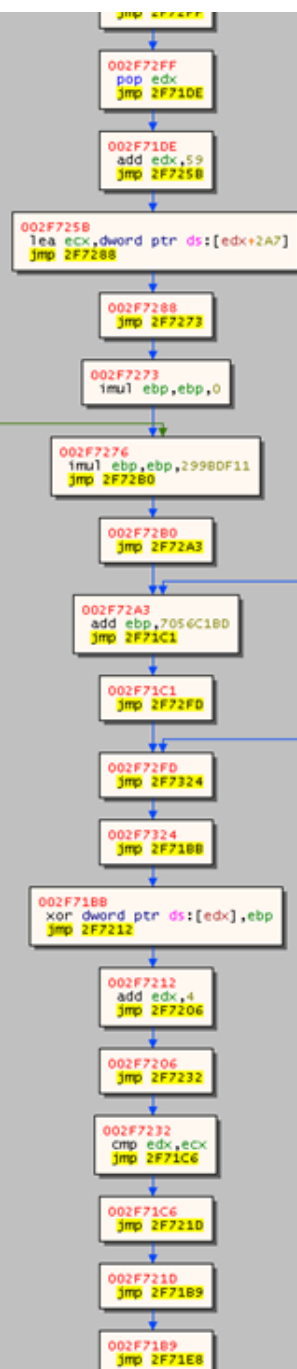 jmp 2F72FF
002F72FF
pop edx
jmp 2F71DE
002F71DE
add edx,59
jmp 2F725B
002F725B
lea ecx,dword ptr ds:[edx+2A7]
jmp 2F7288
002F7288
jmp 2F7273
002F7273
imul ebp,ebp,0
002F7276
imul ebp,ebp,299BDF11
jmp 2F72B0
002F72B0
jmp 2F72A3
002F72A3
add ebp,7056C1BD
jmp 2F71C1
002F71C1
jmp 2F72FD
002F72FD
jmp 2F7324
002F7324
jmp 2F71BB
002F71BB
xor dword ptr ds:[edx],ebp
jmp 2F7212
002F7212
add edx,4
jmp 2F7206
002F7206
jmp 2F7232
002F7232
cmp edx,ecx
jmp 2F71C6
002F71C6
jmp 2F721D
002F721D
jmp 2F71B9
002F71B9
jmp 2F71E8